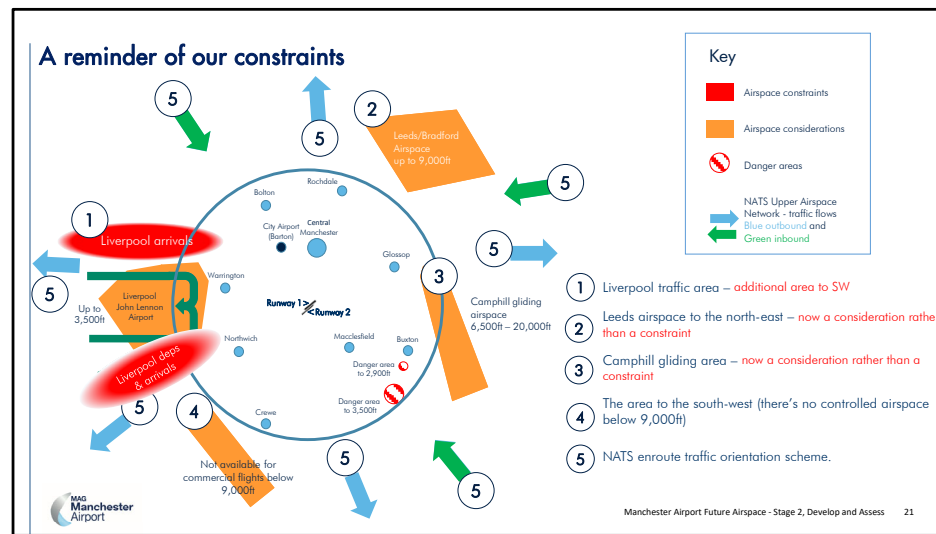 A reminder of our constraints
Key
Airspace constraints
Airspace considerations
Danger areas
NATS Upper Airspace
Network - traffic flows
Blue outbound and
Green inbound
5
5
2
Leeds/Bradford
Airspace
up to 9,000ft
5
5
Rochdale
Bolton
City Airport
(Barton)
Central
Manchester
Glossop
1
Liverpool arrivals
5
Up to
3,500ft
Liverpool
John Lennon
Airport
Warrington
Runway 1>
<Runway 2
3
Camphill gliding
airspace
6,500ft – 20,000ft
Northwich
Macclesfield
Buxton
Danger area
to 2,900ft
Danger area
to 3,500ft
Liverpool deps
& arrivals
5
4
Crewe
Not available for
commercial flights below
9,000ft
5
5
1 Liverpool traffic area – additional area to SW
2 Leeds airspace to the north-east – now a consideration rathe
than a constraint
3 Camphill gliding area – now a consideration rather than a
constraint
4 The area to the south-west (there’s no controlled airspace
below 9,000ft)
5 NATS enroute traffic orientation scheme.
MAG
Manchester
Airport
Manchester Airport Future Airspace - Stage 2, Develop and Assess 21